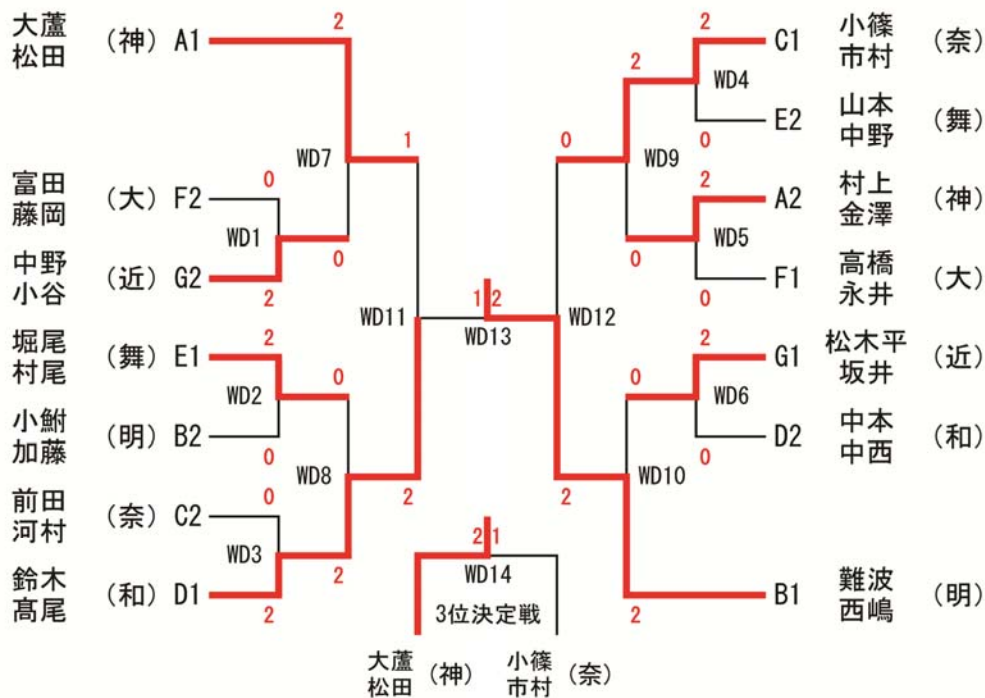 大蘆
松田
(神) A1
2
富田
藤岡
(大) F2
0
WD7
1
WD1
中野
小谷
(近) G2
2
0
堀尾
村尾
(舞) E1
2
WD11
WD2
0
小鮒
加藤
(明) B2
0
WD8
2
前田
河村
(奈) C2
0
WD3
2
鈴木
髙尾
(和) D1
2
1 2
WD13
2 1
WD14
3位決定戦
大蘆
松田
(神)
小篠
市村
(奈)
2
C1
小篠
市村
(奈)
2
WD4
E2
山本
中野
(舞)
0
0
WD9
2
A2
村上
金澤
(神)
WD5
0
F1
高橋
永井
(大)
0
WD12
2
G1
松木平
坂井
(近)
0
WD6
D2
中本
中西
(和)
0
WD10
2
B1
難波
西嶋
(明)
2